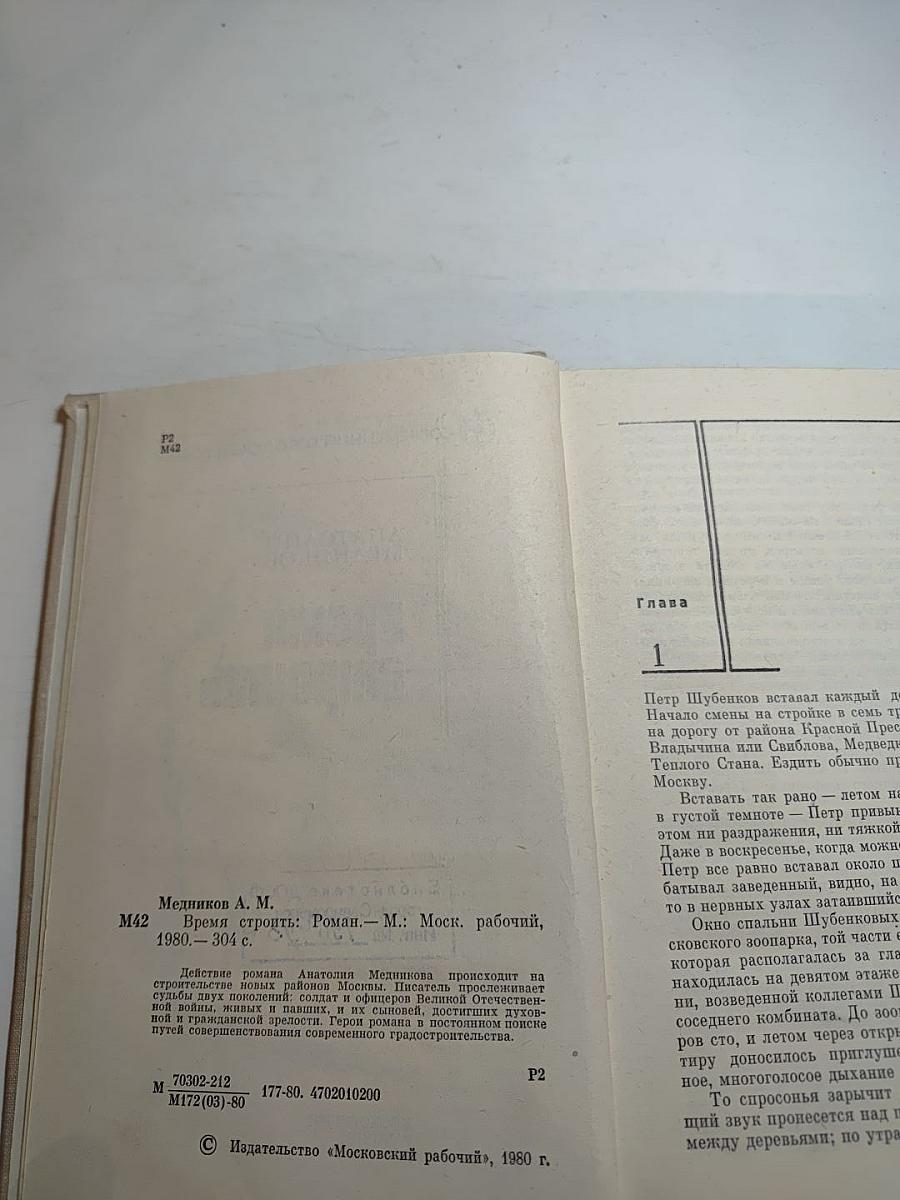 Р2
М42
Медников А. М.
М42 Время строить: Роман.— М.: Моск. рабочий,
1980.— 304 с.
Действие романа Анатолия Медникова происходит на
строительстве новых районов Москвы. Писатель прослеживает
судьбы двух поколений: солдат и офицеров Великой Отечествен-
ной войны, живых и павших, и их сыновей, достигших духов-
ной и гражданской зрелости. Герои романа в постоянном поиске
путей совершенствования современного градостроительства.
М 70302-212
М172(03)-80 177-80. 4702010200
Р2
© Издательство «Московский рабочий», 1980 г.
Глава
1
Петр Шубенков вставал каждый
Начало смены на стройке в семь
на дорогу от района Красной
Владычина или Свиблова,
Теплого Стана. Ездить обычно
Москву.
Вставать так рано — летом
в густой темноте — Петр
этом ни раздражения, ни тяжкой
Даже в воскресенье, когда
Петр все равно вставал около
батывал заведенный, видно, на
то в нервных узлах
Окно спальни Шубенковых
сковского зоопарка, той части
которая располагалась за
находилась на девятом этаже
ни, возведенной коллегами
соседнего комбината. До
ров сто, и летом через
тиру доносилось
ное, многоголосое дыхание
То спросонья зарычит
щий звук пронесется над
между деревьями; по